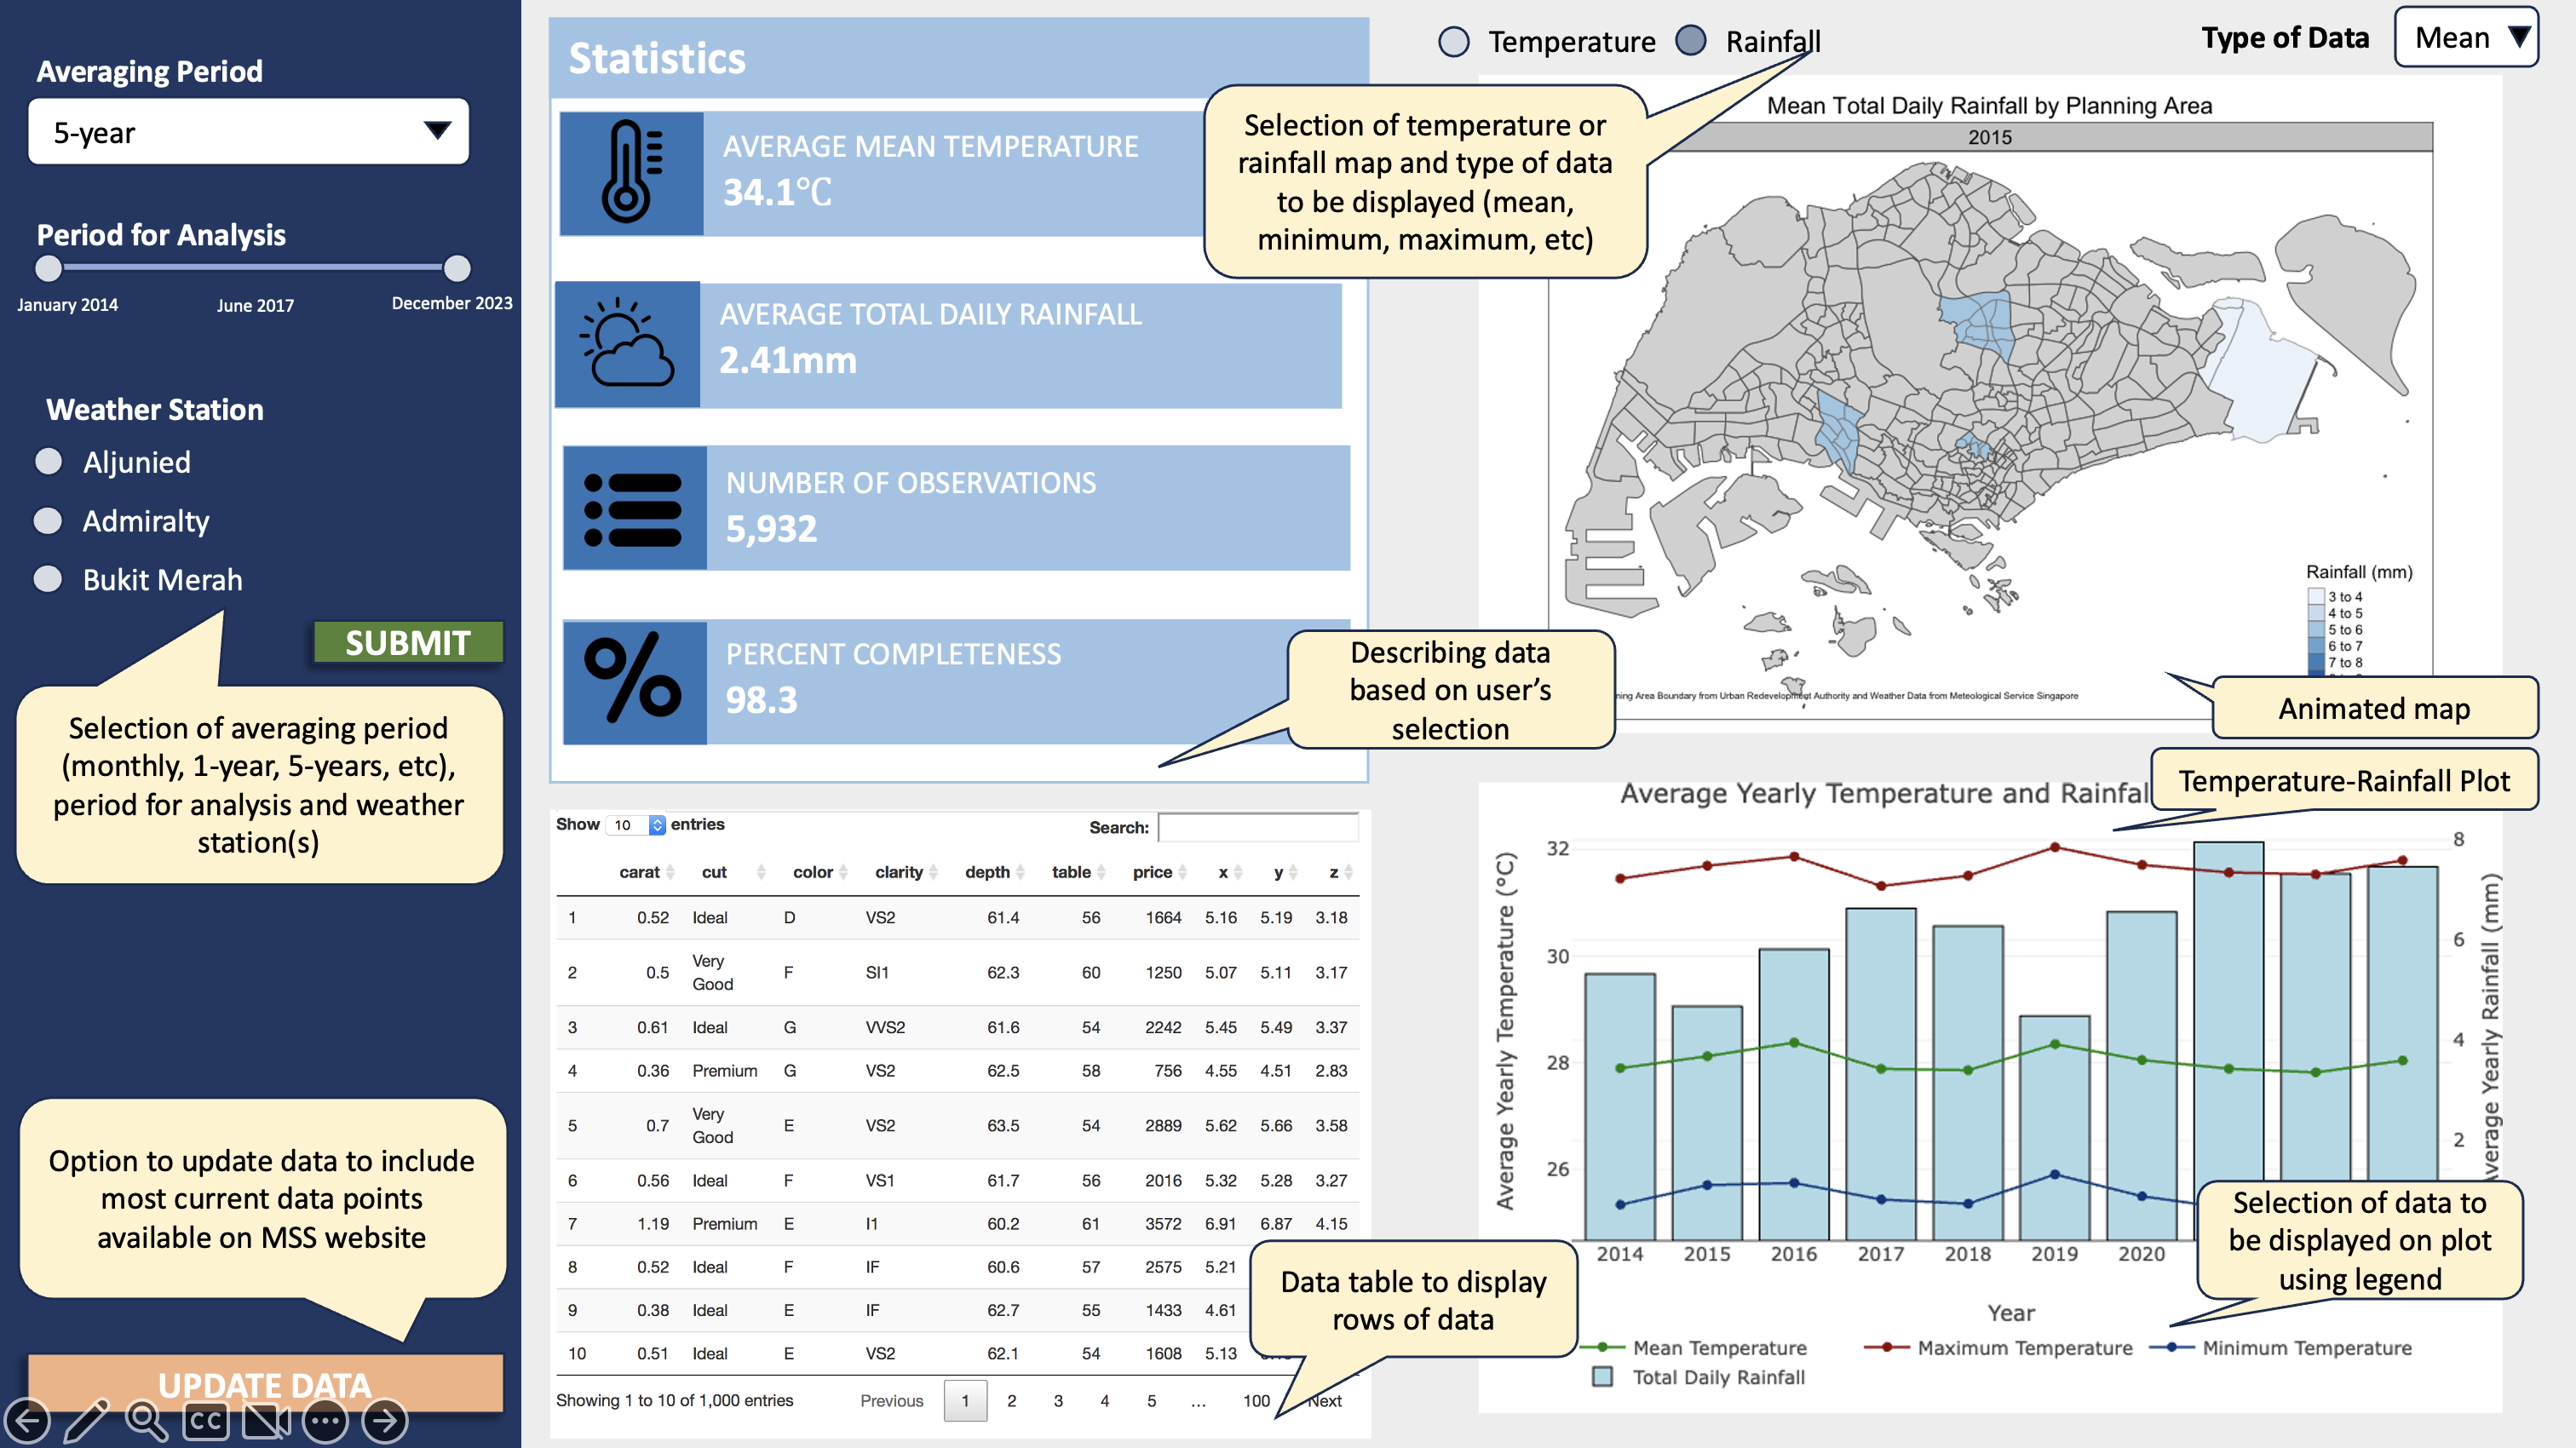 Averaging Period
5-year
Period for Analysis
January 2014
June 2017
December 2023
Weather Station
Aljunied
Admiralty
Bukit Merah
SUBMIT
Selection of averaging period
(monthly, 1-year, 5-years, etc),
period for analysis and weather
station(s)
Option to update data to include
most current data points
available on MSS website
UPDATE DATA
CC
Statistics
AVERAGE MEAN TEMPERATURE
34.1℃
AVERAGE TOTAL DAILY RAINFALL
2.41mm
NUMBER OF OBSERVATIONS
5,932
PERCENT COMPLETENESS
98.3
Describing data
based on user’s
selection
Show 10 entries
Search:
carat cut color clarity depth table price x y z
1 0.52 Ideal D VS2 61.4 56 1664 5.16 5.19 3.18
2 0.5 Very Good F SI1 62.3 60 1250 5.07 5.11 3.17
3 0.61 Ideal G VVS2 61.6 54 2242 5.45 5.49 3.37
4 0.36 Premium G VS2 62.5 58 756 4.55 4.51 2.83
5 0.7 Very Good E VS2 63.5 54 2889 5.62 5.66 3.58
6 0.56 Ideal F VS1 61.7 56 2016 5.32 5.28 3.27
7 1.19 Premium E I1 60.2 61 3572 6.91 6.87 4.15
8 0.52 Ideal F IF 60.6 57 2575 5.21
9 0.38 Ideal E IF 62.7 55 1433 4.61
10 0.51 Ideal E VS2 62.1 54 1608 5.13
Showing 1 to 10 of 1,000 entries
Previous 1 2 3 4 5 ... 100 Next
Data table to display
rows of data
Temperature
Rainfall
Type of Data
Mean
Selection of temperature or
rainfall map and type of data
to be displayed (mean,
minimum, maximum, etc)
Mean Total Daily Rainfall by Planning Area
2015
Rainfall (mm)
3 to 4
4 to 5
5 to 6
6 to 7
7 to 8
Area Boundary from Urban Redevelopment Authority and Weather Data from Meteological Service Singapore
Animated map
Temperature-Rainfall Plot
Average Yearly Temperature and Rainfal
Average Yearly Temperature (°C)
32
30
28
26
8
6
4
2
Average Yearly Rainfall (mm)
2014 2015 2016 2017 2018 2019 2020
Year
Selection of data to
be displayed on plot
using legend
Mean Temperature
Maximum Temperature
Minimum Temperature
Total Daily Rainfall